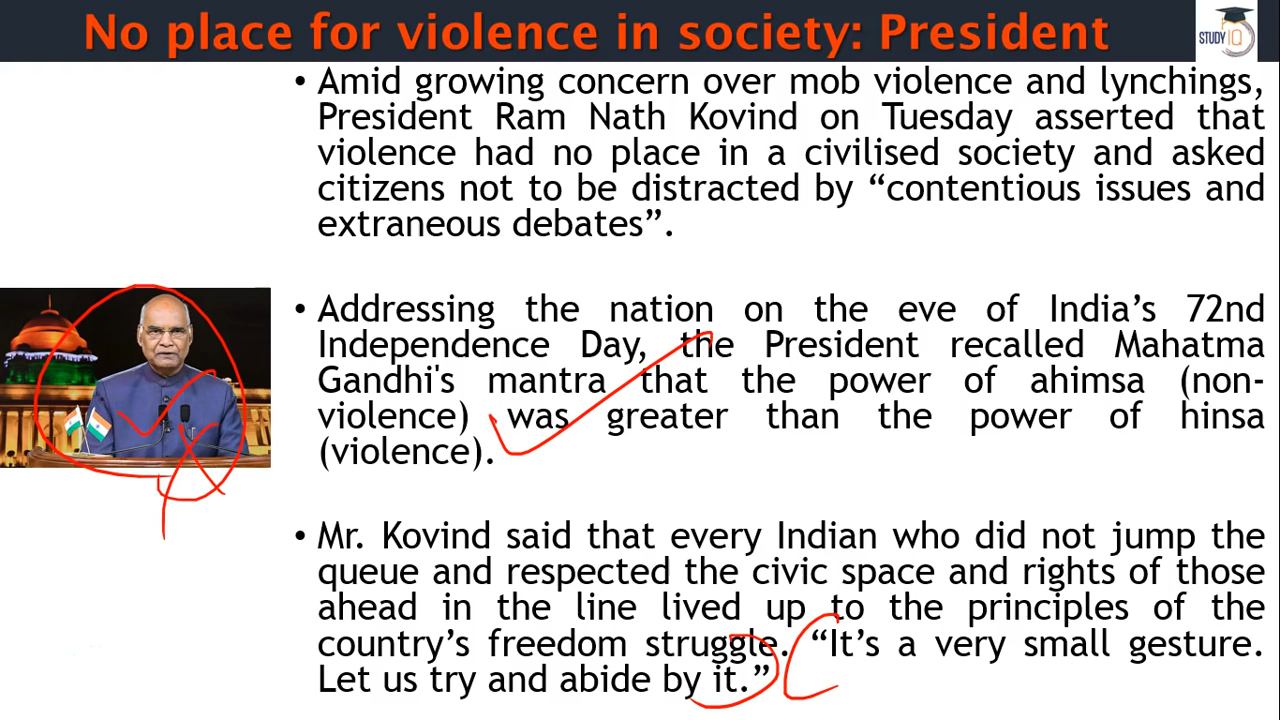 No place for violence in society: President
STUDY IQ
• Amid growing concern over mob violence and lynchings,
President Ram Nath Kovind on Tuesday asserted that
violence had no place in a civilised society and asked
citizens not to be distracted by “contentious issues and
extraneous debates”.
• Addressing the nation on the eve of India’s 72nd
Independence Day, the President recalled Mahatma
Gandhi's mantra that the power of ahimsa (non-
violence) was greater than the power of hinsa
(violence).
• Mr. Kovind said that every Indian who did not jump the
queue and respected the civic space and rights of those
ahead in the line lived up to the principles of the
country’s freedom struggle. “It’s a very small gesture.
Let us try and abide by it.”